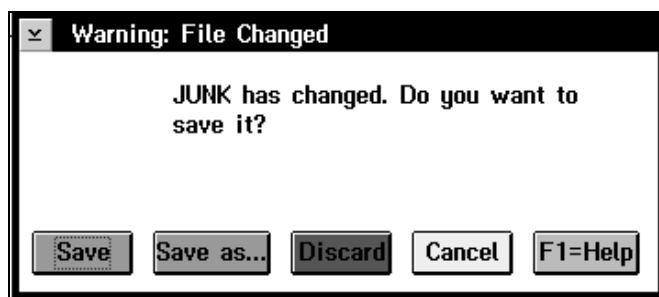 Warning: File Changed
JUNK has changed. Do you want to
save it?
Save Save as... Discard Cancel F1=Help